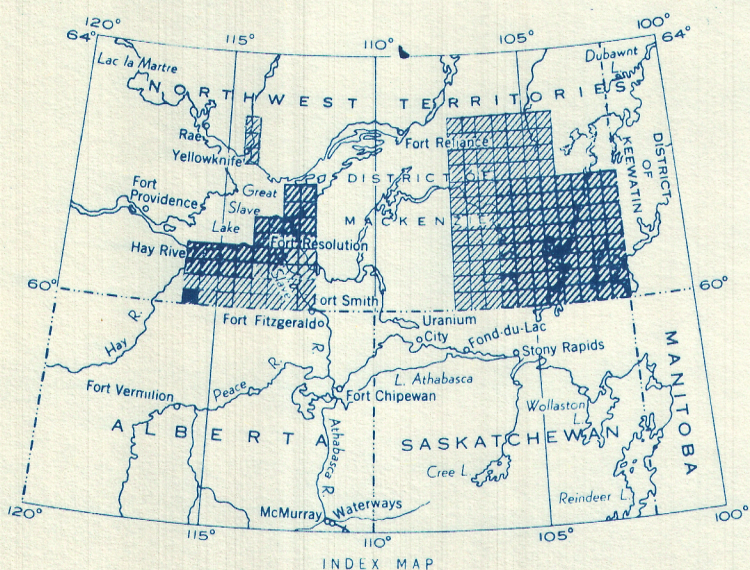 120°
115°
110°
105°
100°
64°
64°
Dubawnt
L.
Lac la Martre
NORTHWEST TERRITORIES
Rae
Yellowknife
Fort Reliance
DISTRICT
OF
KEEWATIN
Fort
Providence
Great
Slave
Lake
DISTRICT OF
MACKENZIE
Hay River
Fort Resolution
Slave
60°
60°
Fort Smith
Fort Fitzgerald
R.
Hay R.
Uranium
City
Fond-du-Lac
Stony Rapids
MANITOBA
Fort Vermilion
Peace R.
L. Athabasca
Fort Chipewan
Wollaston
L.
ALBERTA
Athabasca R.
SASKATCHEWAN
Cree L.
Reindeer L.
McMurray
Waterways
120°
115°
110°
105°
100°
INDEX MAP